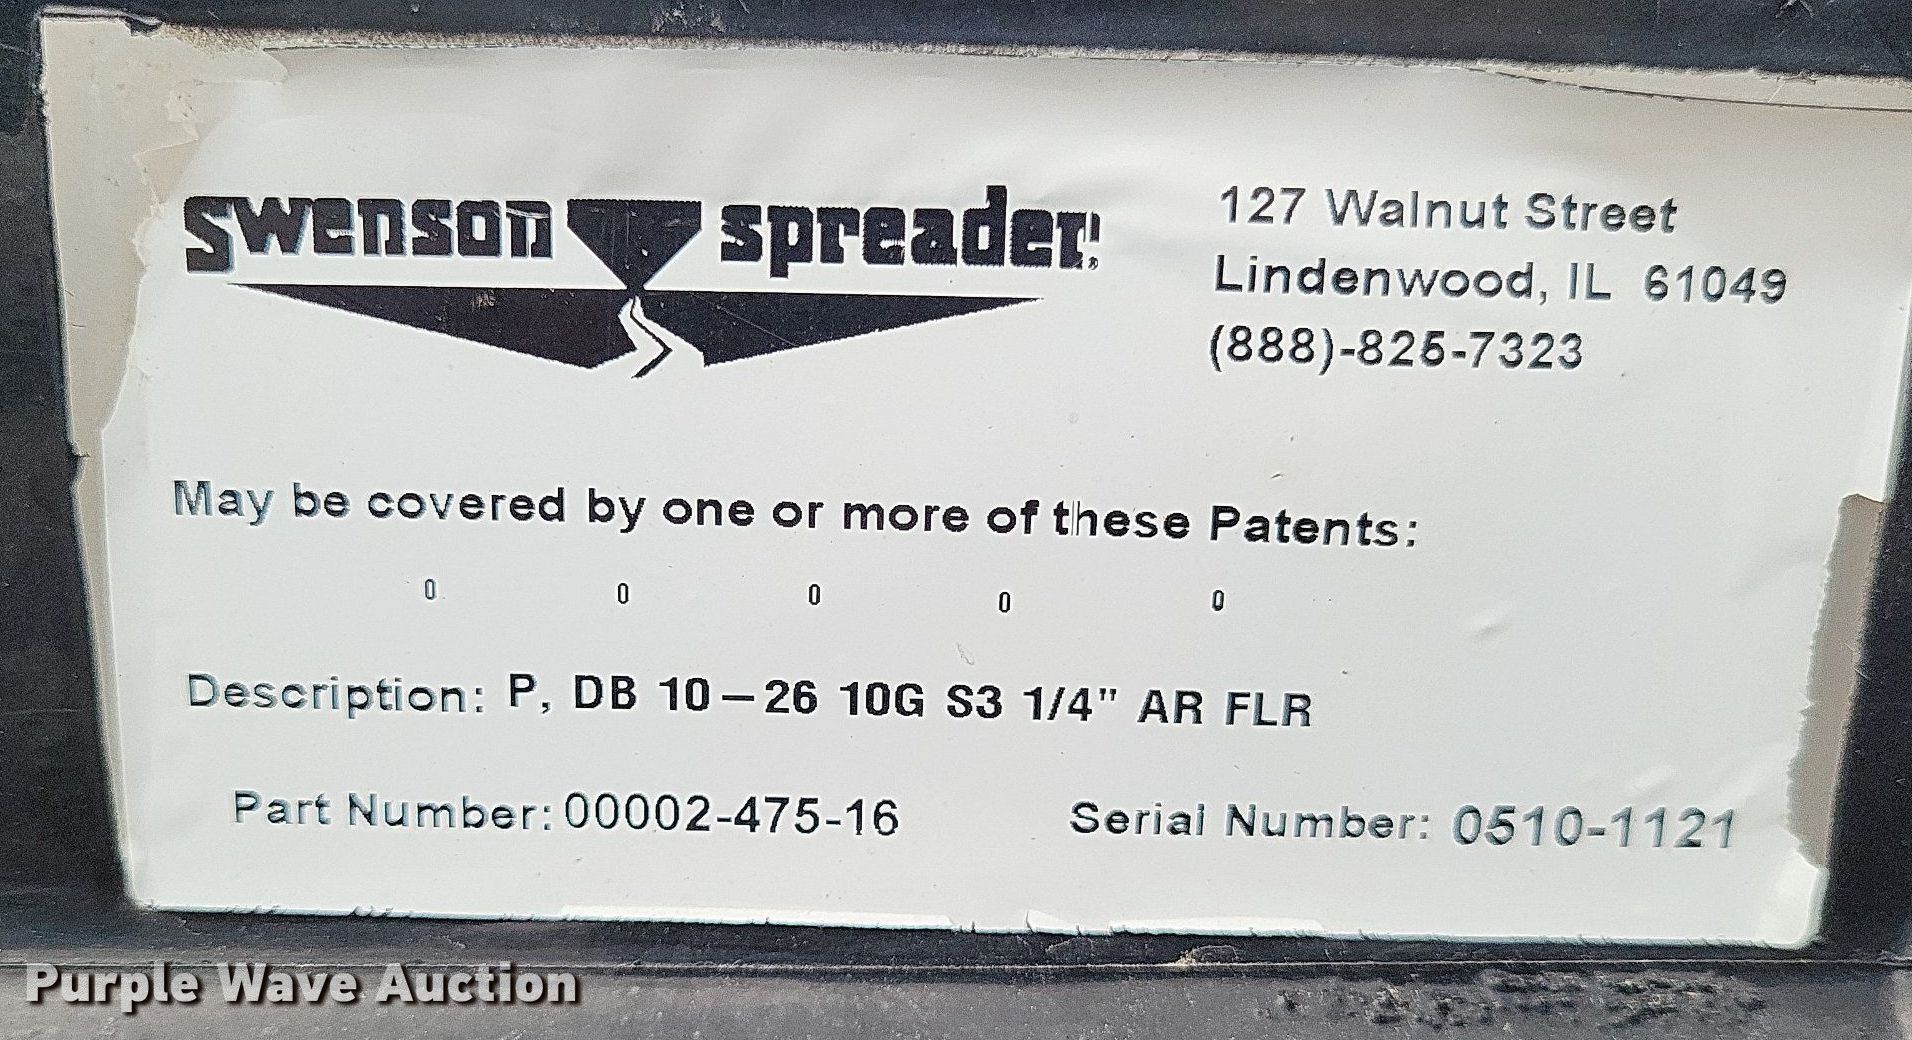 swenson spreader.
127 Walnut Street
Lindenwood, IL 61049
(888)-825-7323
May be covered by one or more of these Patents:
0 0 0 0 0
Description: P, DB 10-26 10G S3 1/4" AR FLR
Part Number: 00002-475-16 Serial Number: 0510-1121
Purple Wave Auction